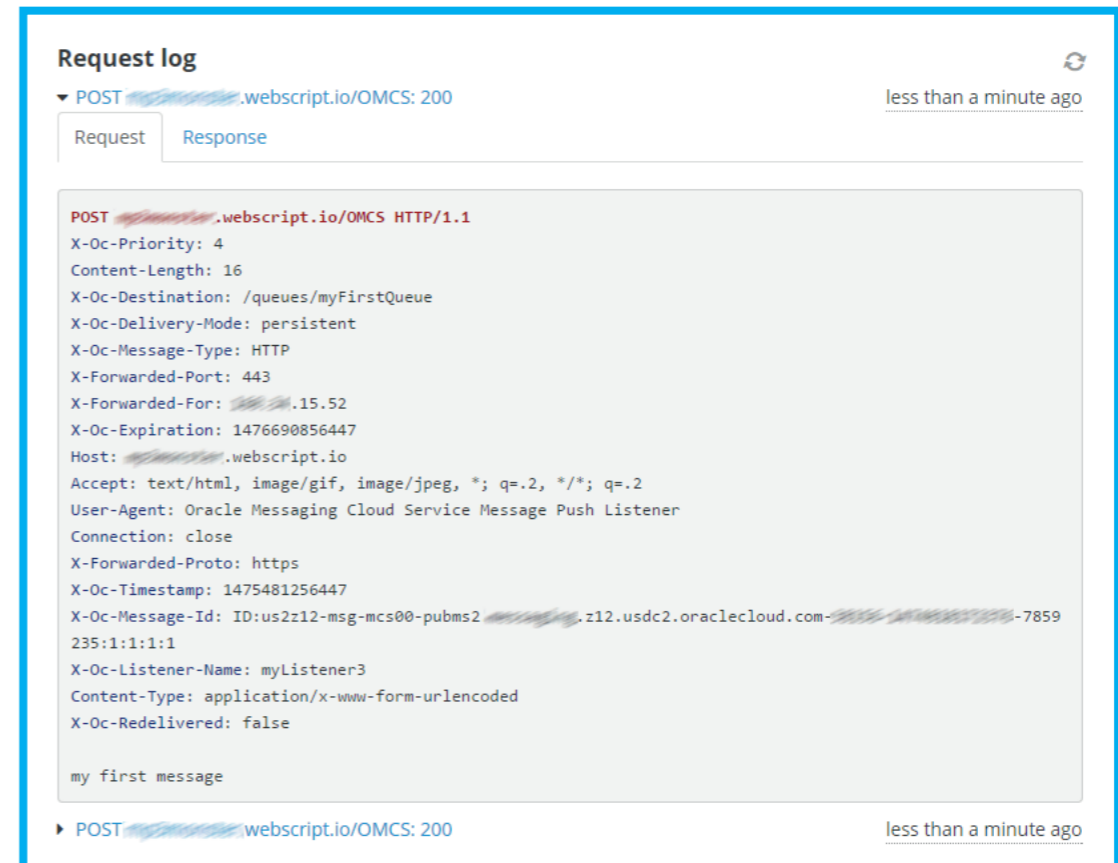 Request log
POST .webscript.io/OMCS: 200 less than a minute ago
Request Response
POST .webscript.io/OMCS HTTP/1.1
X-Oc-Priority: 4
Content-Length: 16
X-Oc-Destination: /queues/myFirstQueue
X-Oc-Delivery-Mode: persistent
X-Oc-Message-Type: HTTP
X-Forwarded-Port: 443
X-Forwarded-For: .15.52
X-Oc-Expiration: 1476690856447
Host: .webscript.io
Accept: text/html, image/gif, image/jpeg, *; q=.2, */*; q=.2
User-Agent: Oracle Messaging Cloud Service Message Push Listener
Connection: close
X-Forwarded-Proto: https
X-Oc-Timestamp: 1475481256447
X-Oc-Message-Id: ID:us2z12-msg-mcs00-pubms2 .z12.usdc2.oraclecloud.com- -7859
235:1:1:1:1
X-Oc-Listener-Name: myListener3
Content-Type: application/x-www-form-urlencoded
X-Oc-Redelivered: false
my first message
POST webscript.io/OMCS: 200 less than a minute ago